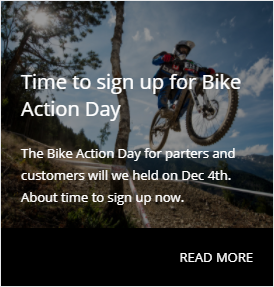 Time to sign up for Bike
Action Day
The Bike Action Day for parters and
customers will we held on Dec 4th.
About time to sign up now.
READ MORE